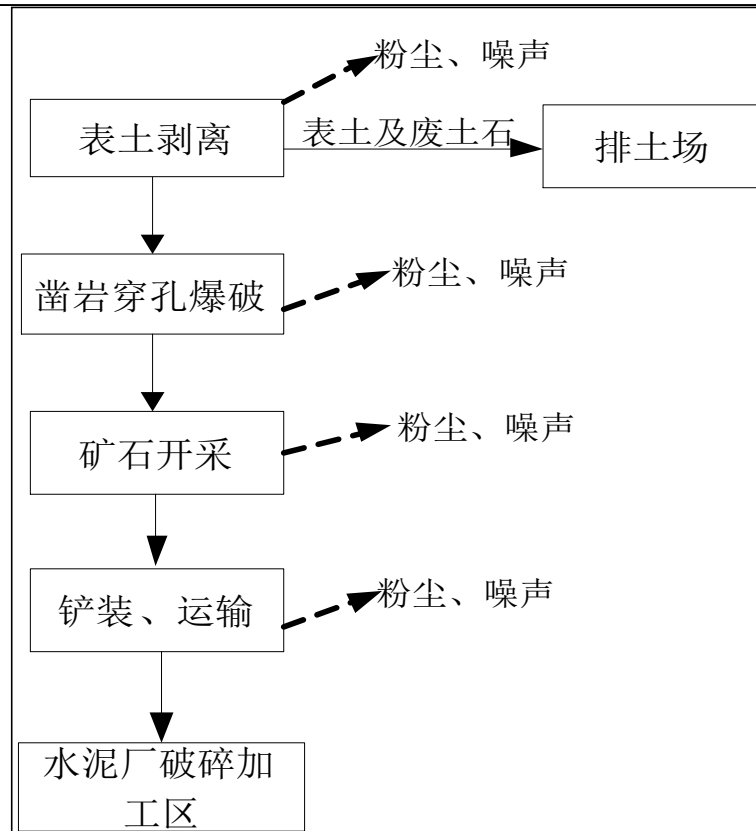 粉尘、噪声
表土剥离
表土及废土石
排土场
凿岩穿孔爆破
粉尘、噪声
矿石开采
粉尘、噪声
铲装、运输
粉尘、噪声
水泥厂破碎加
工区